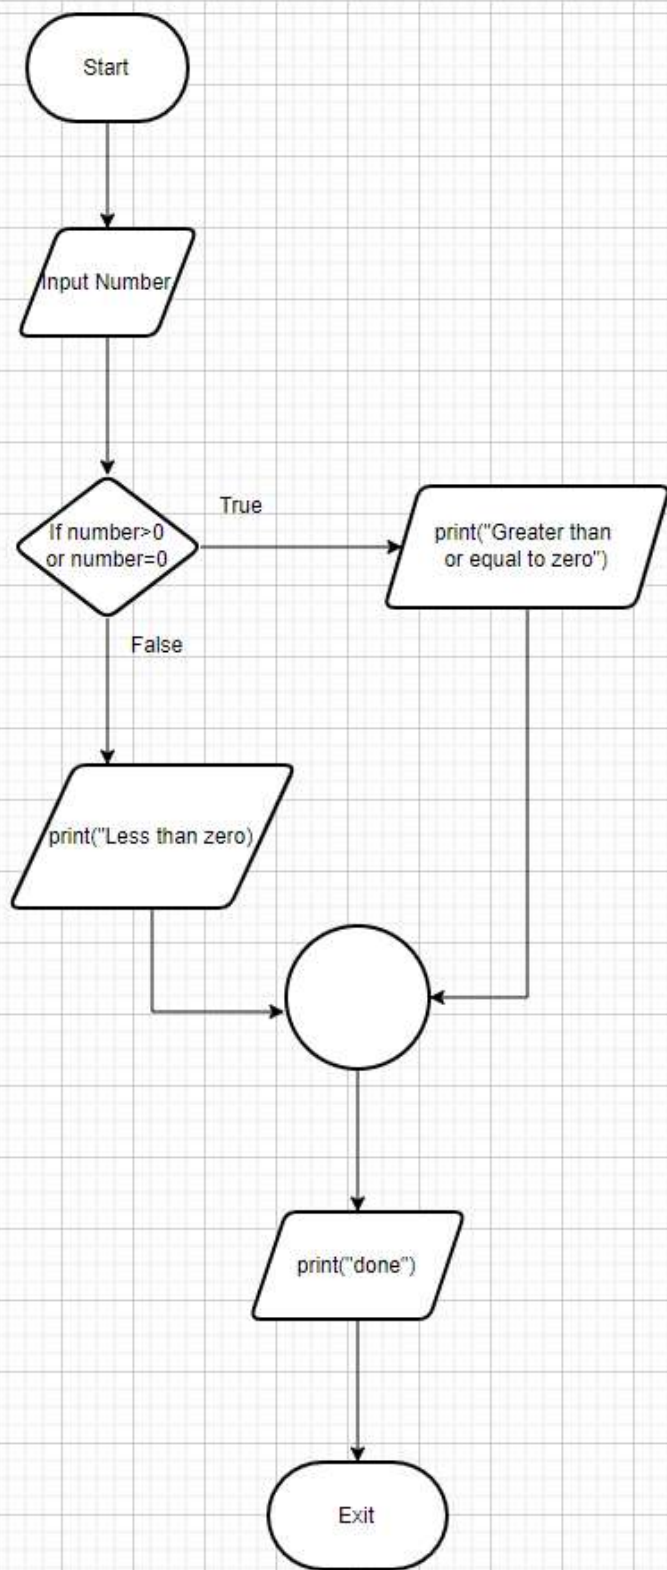 Start
Input Number
If number>0
or number=0
True
print("Greater than
or equal to zero")
False
print("Less than zero)
print("done")
Exit